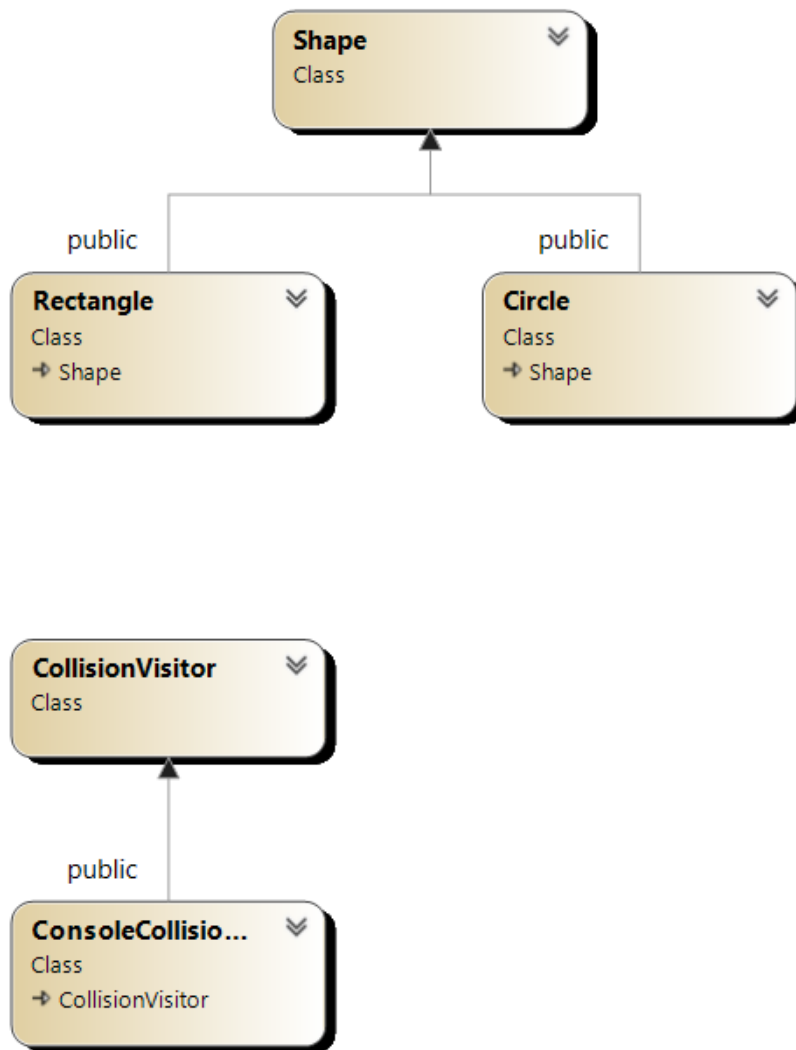 Shape
Class
public
public
Rectangle
Class
Shape
Circle
Class
Shape
CollisionVisitor
Class
public
ConsoleCollisio...
Class
CollisionVisitor